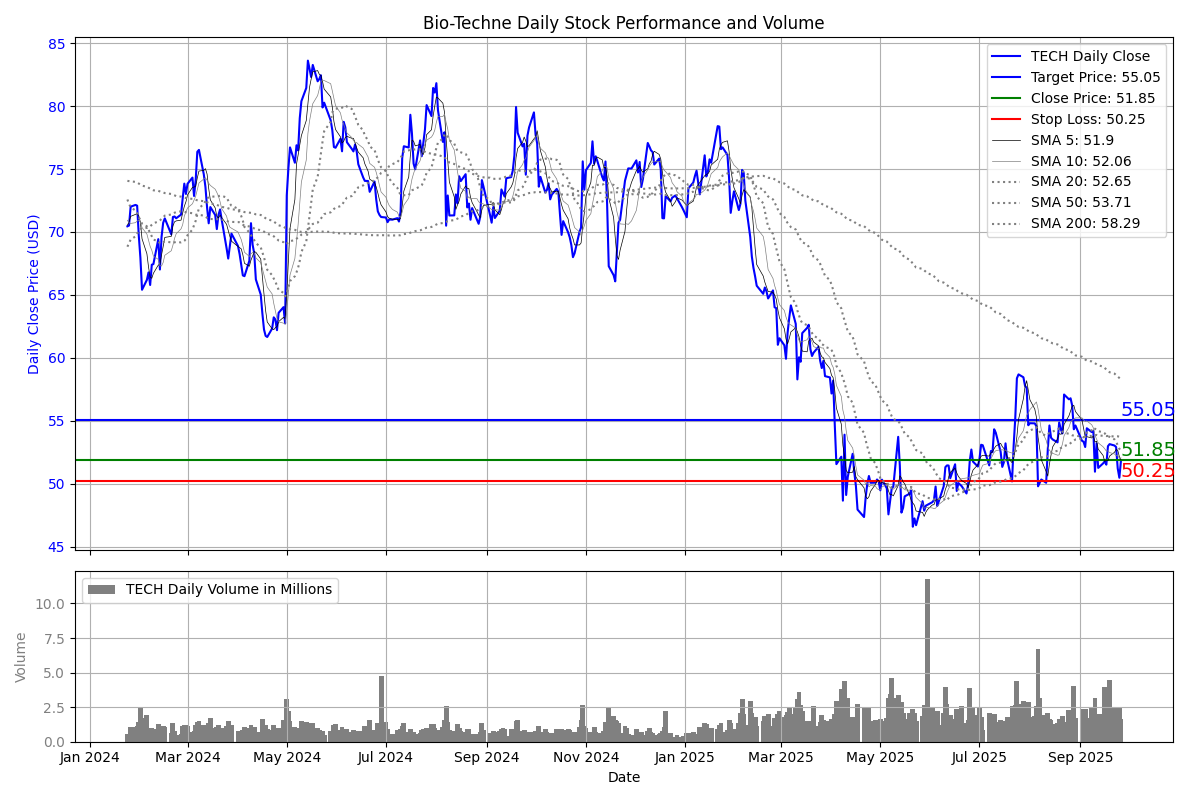 Bio-Techne Daily Stock Performance and Volume
85
80
75
70
65
60
55
50
45
Daily Close Price (USD)
TECH Daily Close
Target Price: 55.05
Close Price: 51.85
Stop Loss: 50.25
SMA 5: 51.9
SMA 10: 52.06
SMA 20: 52.65
SMA 50: 53.71
SMA 200: 58.29
55.05
51.85
50.25
TECH Daily Volume in Millions
10.0
7.5
5.0
2.5
0.0
Volume
Jan 2024 Mar 2024 May 2024 Jul 2024 Sep 2024 Nov 2024 Jan 2025 Mar 2025 May 2025 Jul 2025 Sep 2025
Date